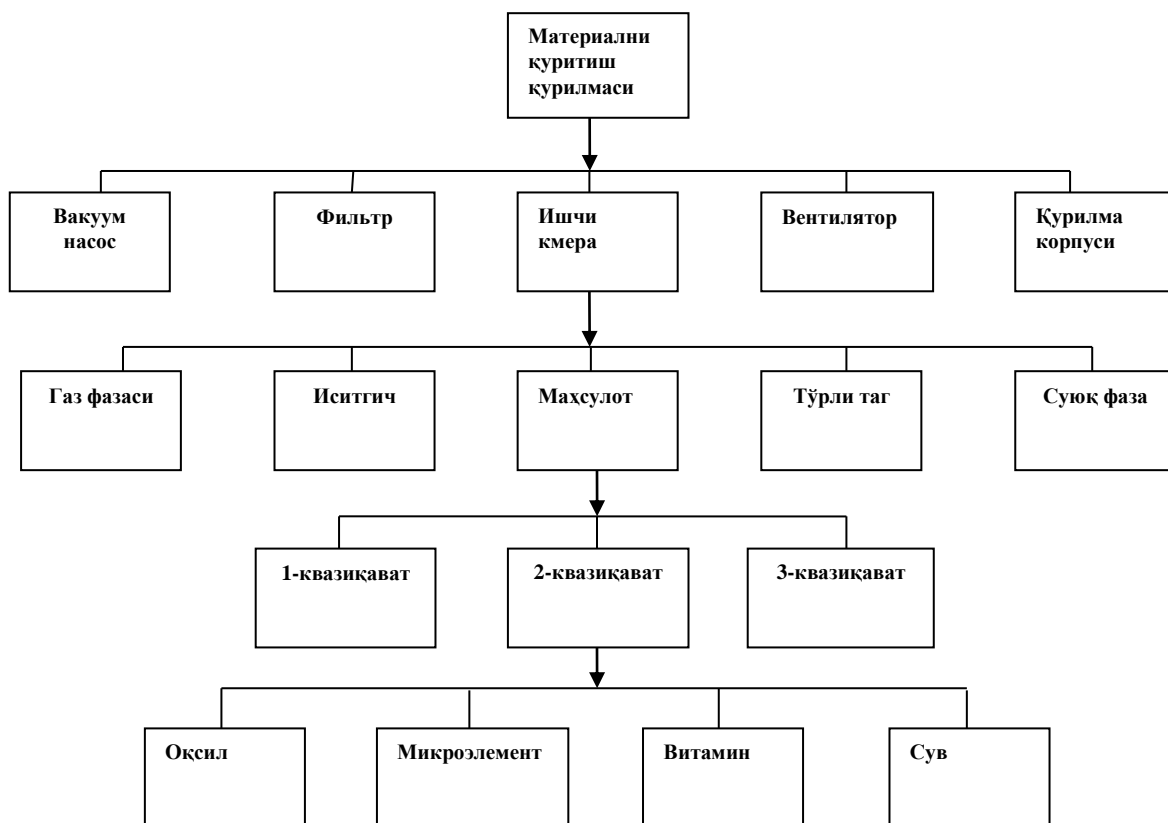 Материални
қуритиш
қурилмаси
Вакуум
насос
Фильтр
Ишчи
кмера
Вентилятор
Қурилма
корпуси
Газ фазаси
Иситгич
Маҳсулот
Тўрли таг
Суюқ фаза
1-квазиқават
2-квазиқават
3-квазиқават
Оқсил
Микроэлемент
Витамин
Сув